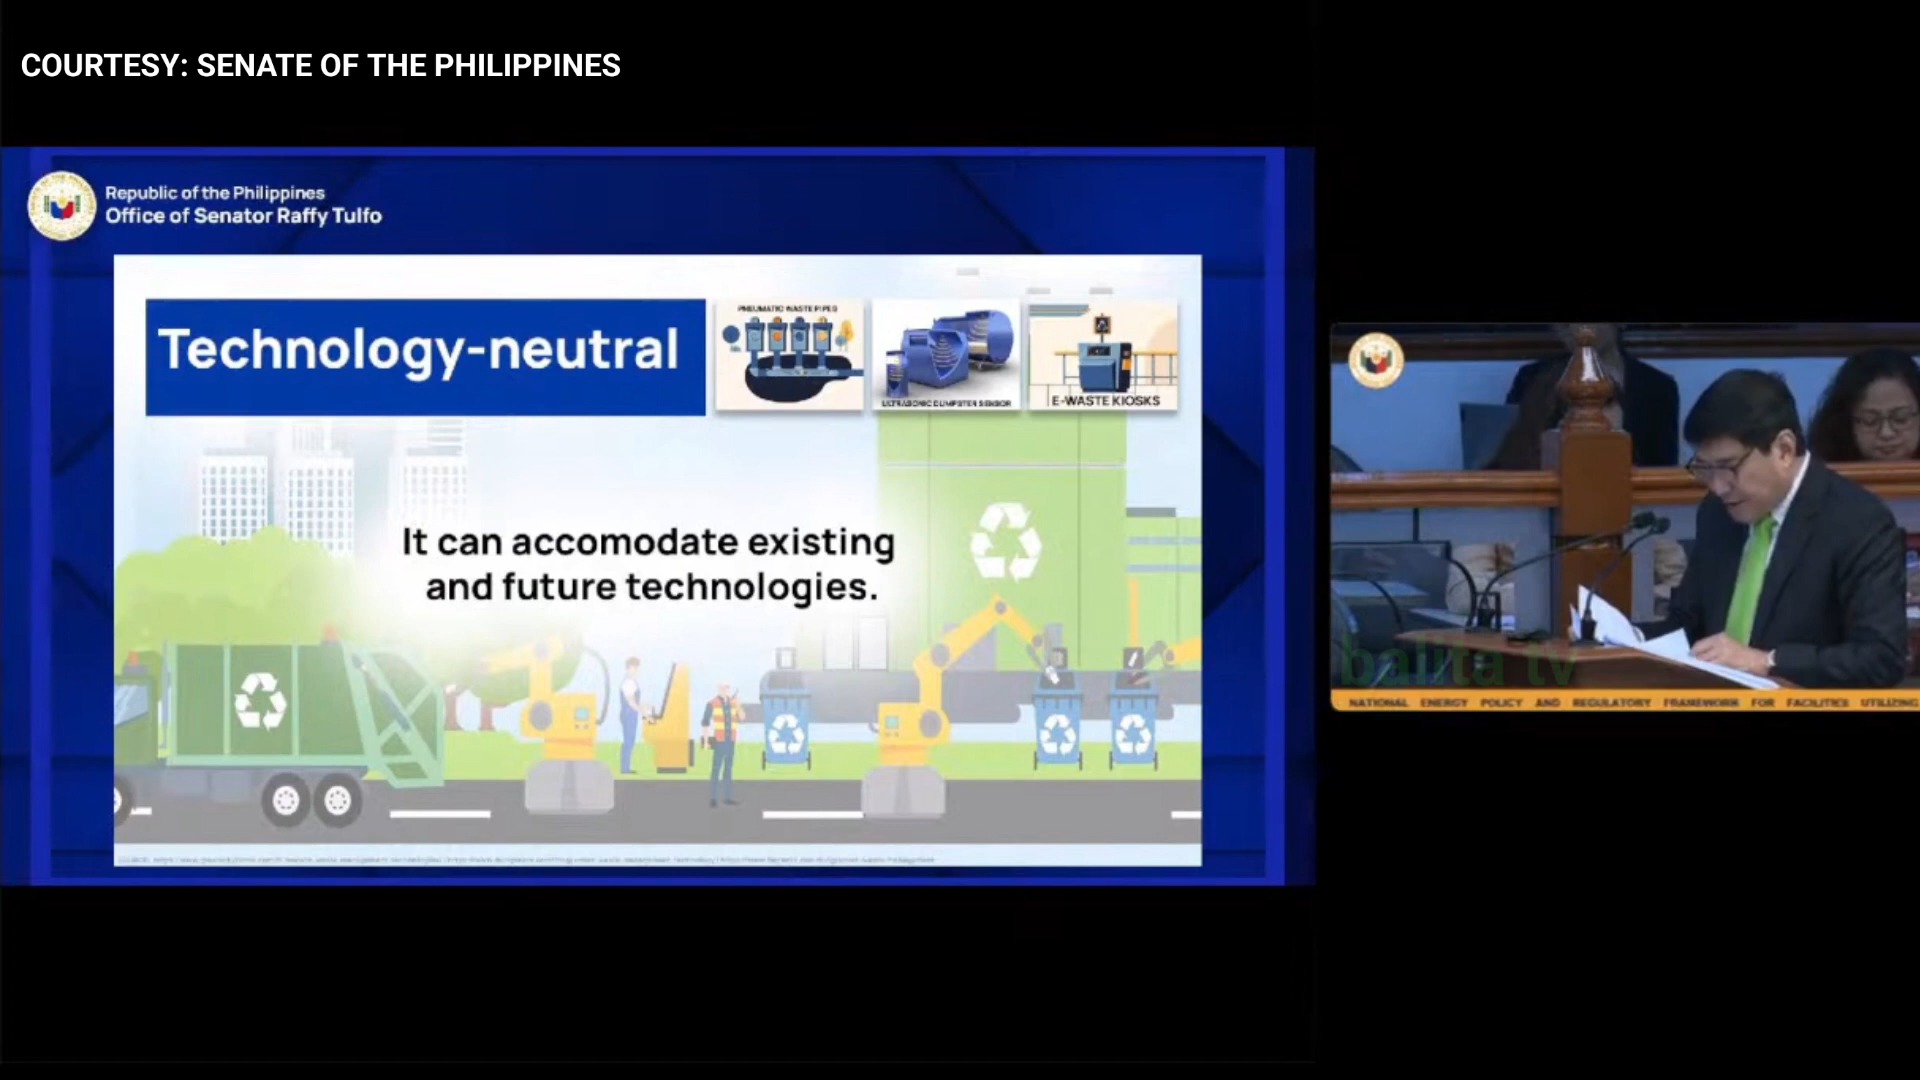 COURTESY: SENATE OF THE PHILIPPINES
Republic of the Philippines
Office of Senator Raffy Tulfo
Technology-neutral
PNEUMATIC WASTE PIPES
ULTRASONIC DUMPSTER SENSOR
E-WASTE KIOSKS
It can accomodate existing
and future technologies.
balita tv
NATIONAL ENERGY POLICY AND REGULATORY FRAMEWORK FOR FACILITIES UTILIZING